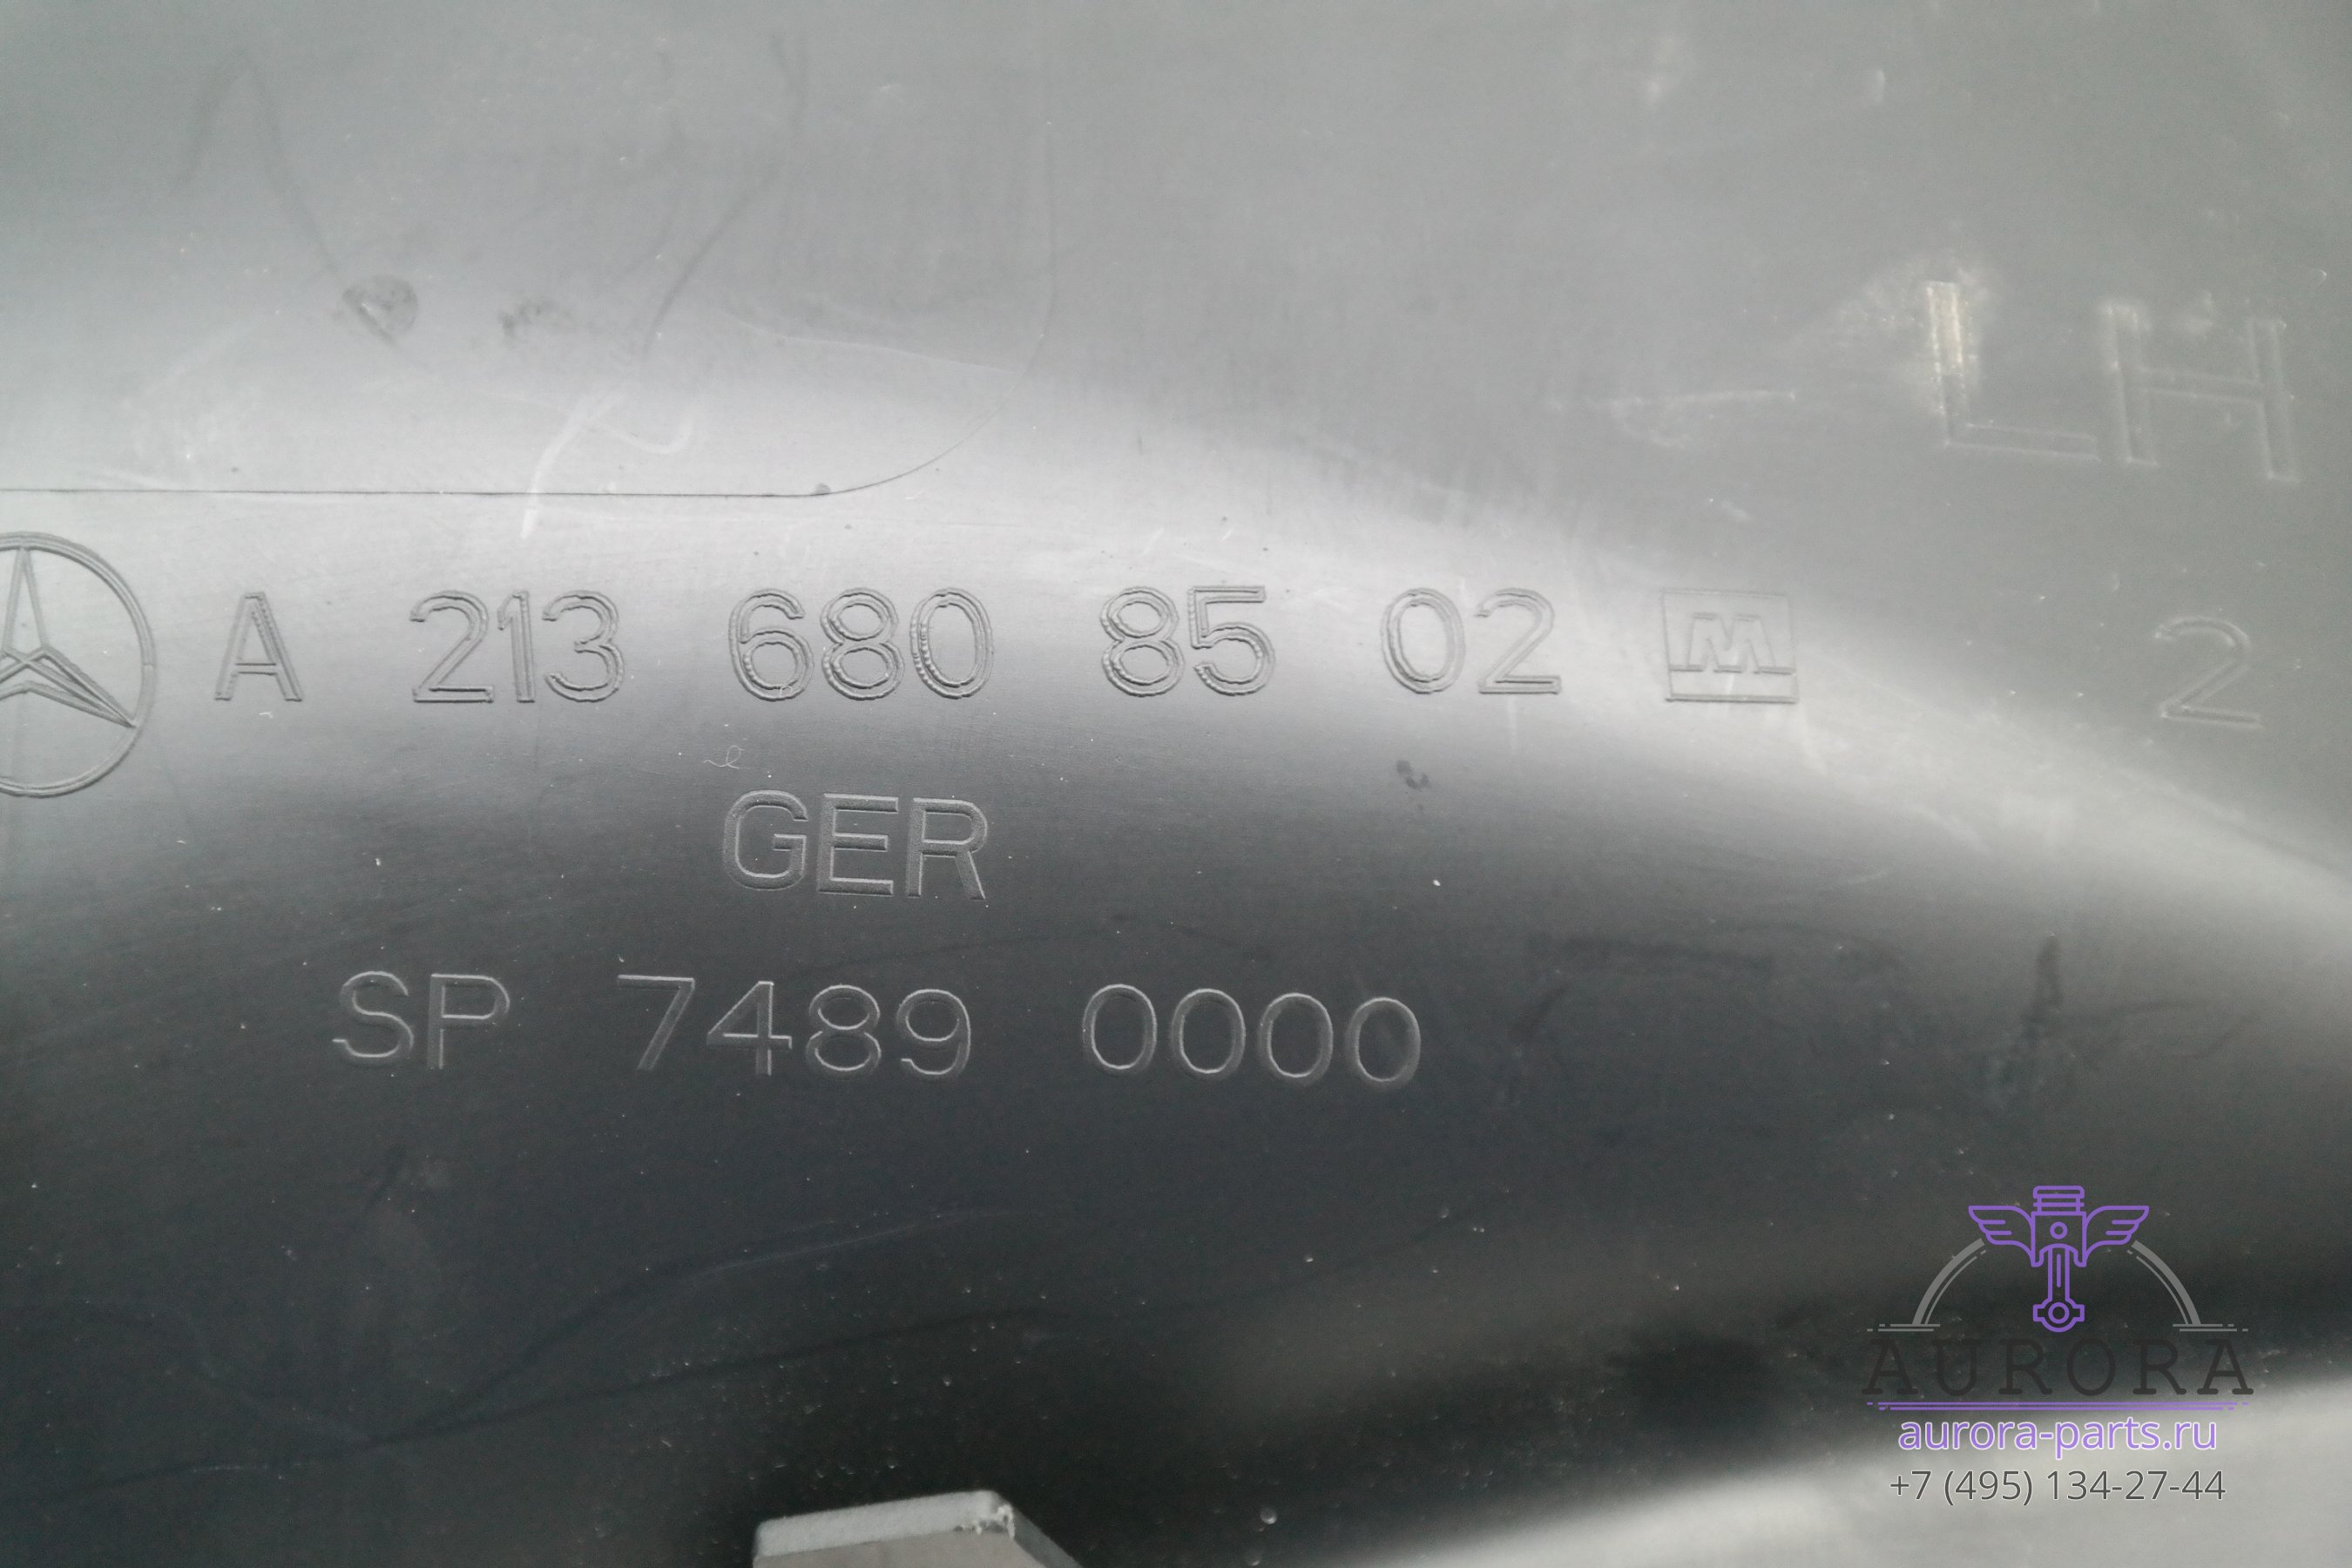 LH
A 213 680 85 02 M
2
GER
SP 7489 0000
AURORA
aurora-parts.ru
+7 (495) 134-27-44